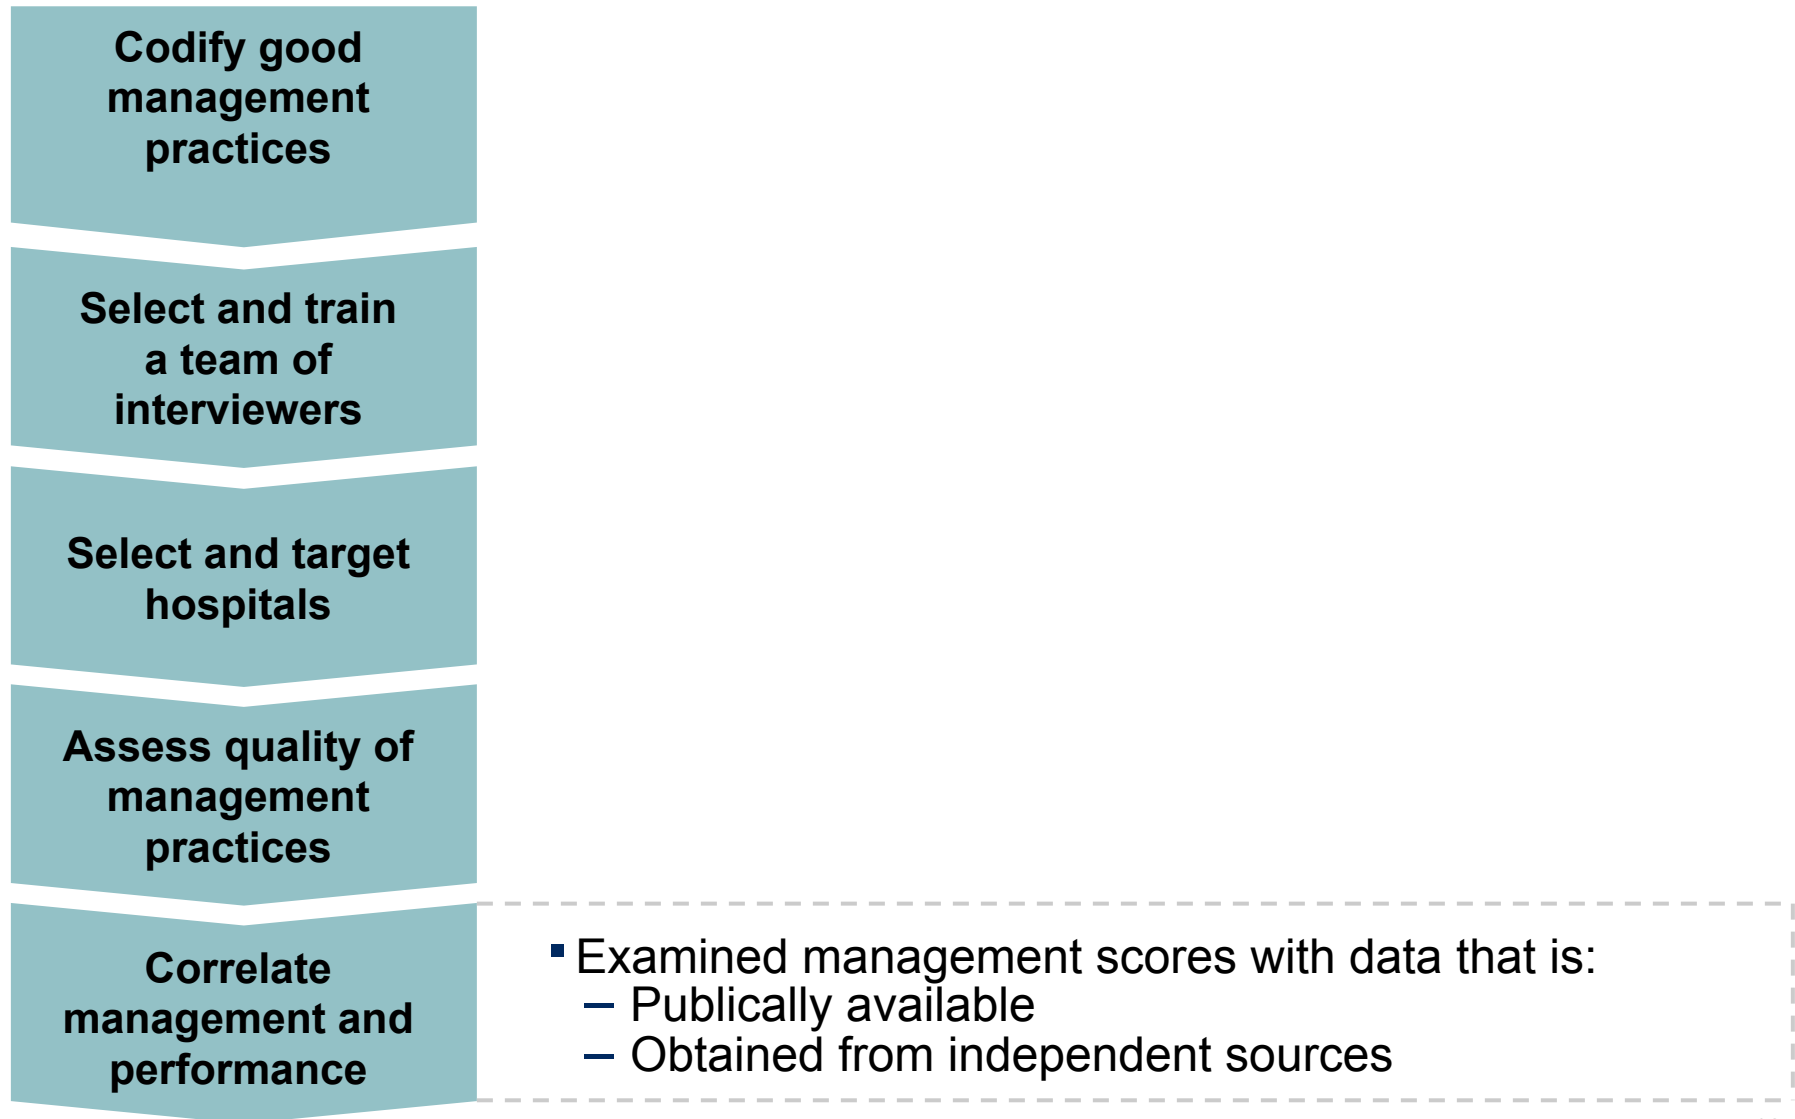 Codify good
management
practices
Select and train
a team of
interviewers
Select and target
hospitals
Assess quality of
management
practices
Correlate
management and
performance
▪ Examined management scores with data that is:
– Publically available
– Obtained from independent sources